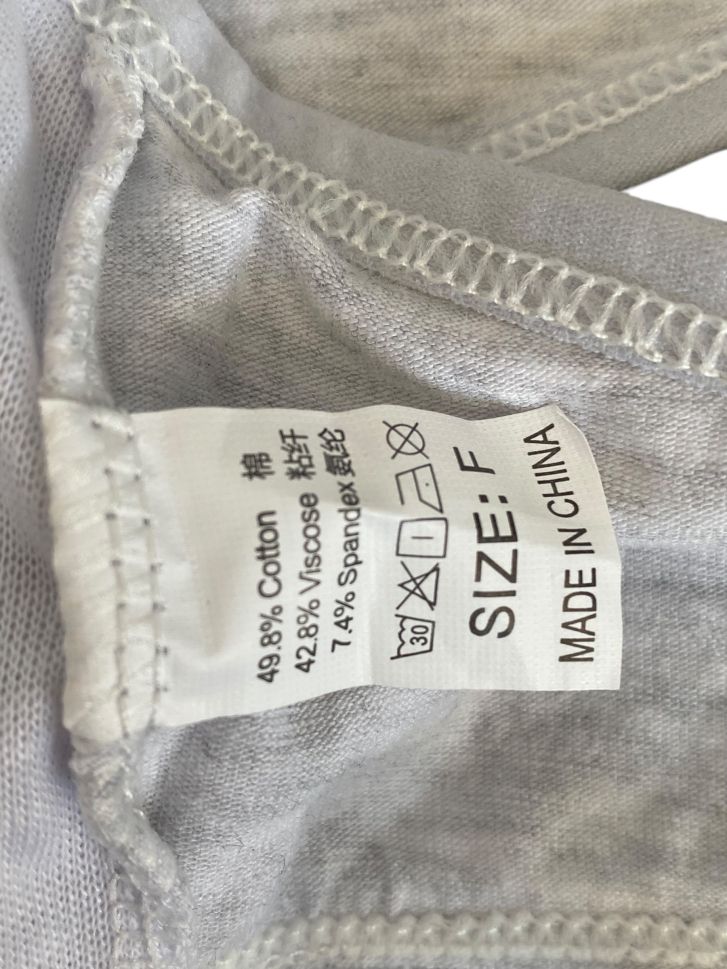 49.8% Cotton 棉
42.8% Viscose 粘纤
7.4% Spandex 氨纶
30
SIZE: F
MADE IN CHINA